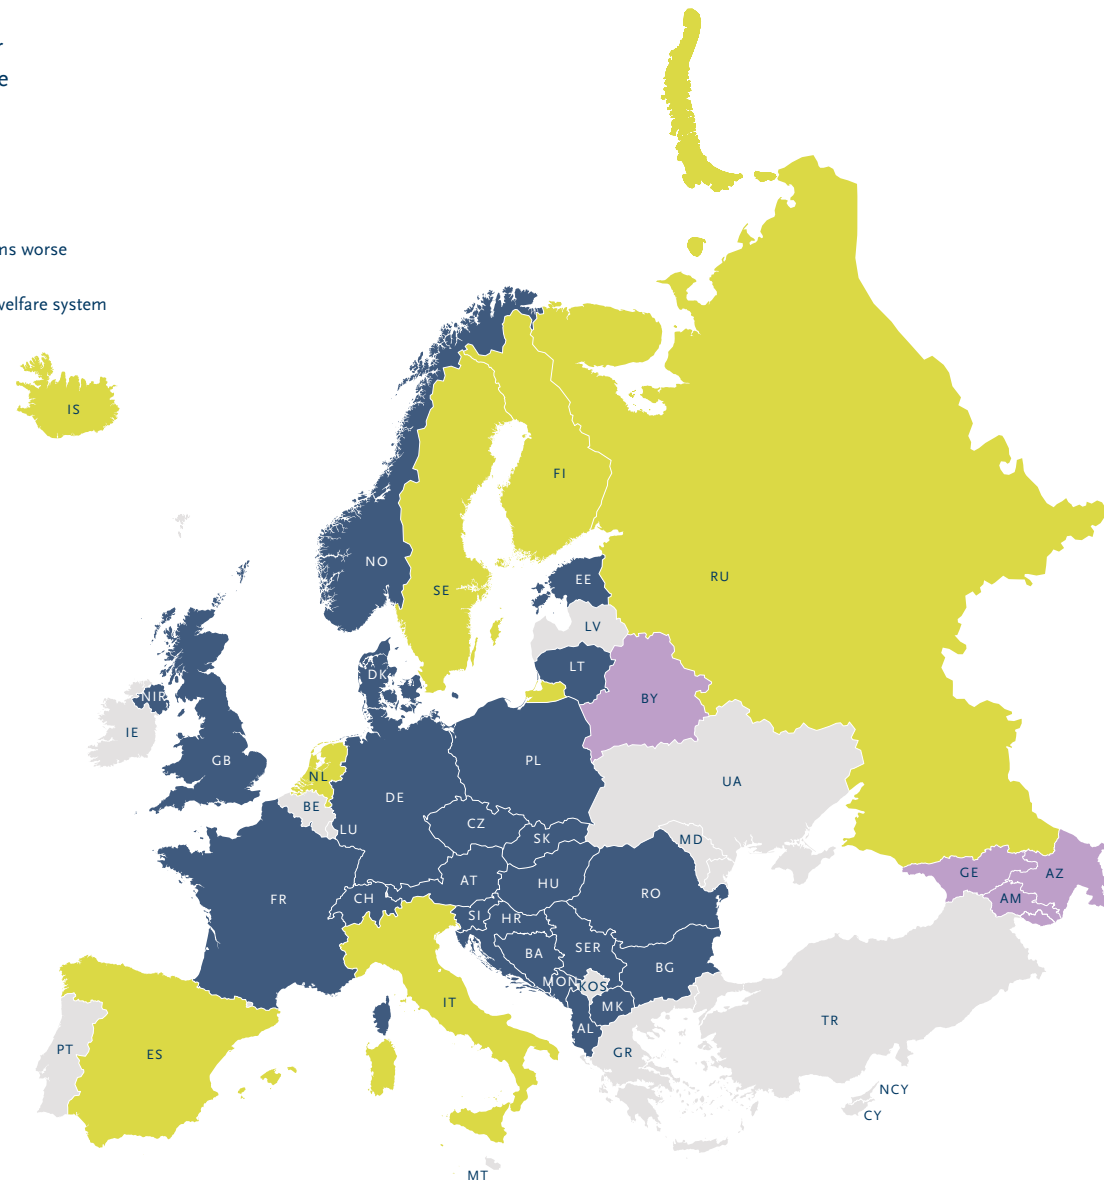 ms worse
welfare system
IS
FI
NO
RU
SE
EE
LV
LT
DK
NIR
BY
IE
GB
PL
NL
UA
DE
BE
CZ
LU
SK
MD
GE
AZ
AT
HU
CH
RO
AM
FR
SI
HR
SER
BA
BG
MON
KOS
IT
MK
TR
AL
PT
GR
ES
NCY
CY
MT